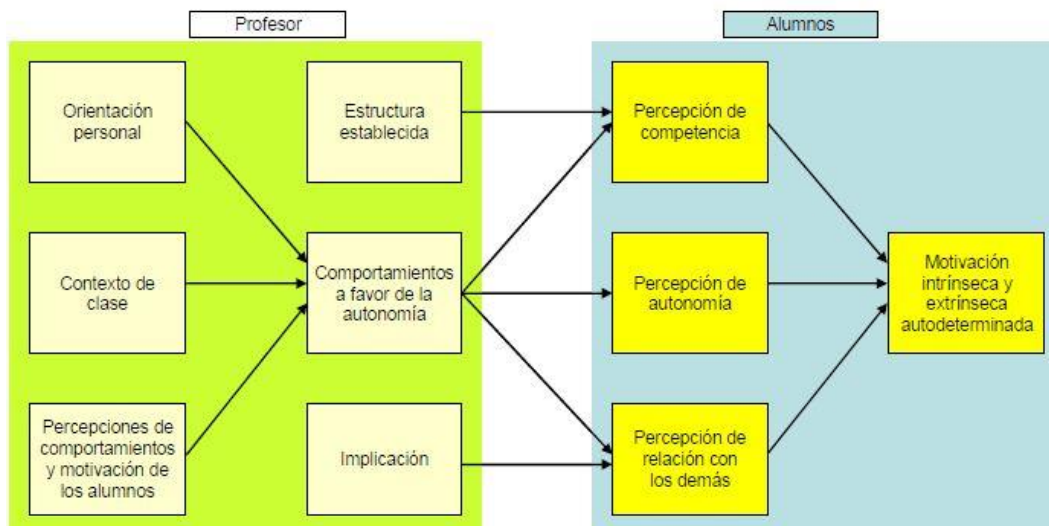 Profesor
Alumnos
Orientación
personal
Estructura
establecida
Percepción de
competencia
Contexto de
clase
Comportamientos
a favor de la
autonomía
Percepción de
autonomía
Motivación
intrínseca y
extrínseca
autodeterminada
Percepciones de
comportamientos
y motivación de
los alumnos
Implicación
Percepción de
relación con
los demás